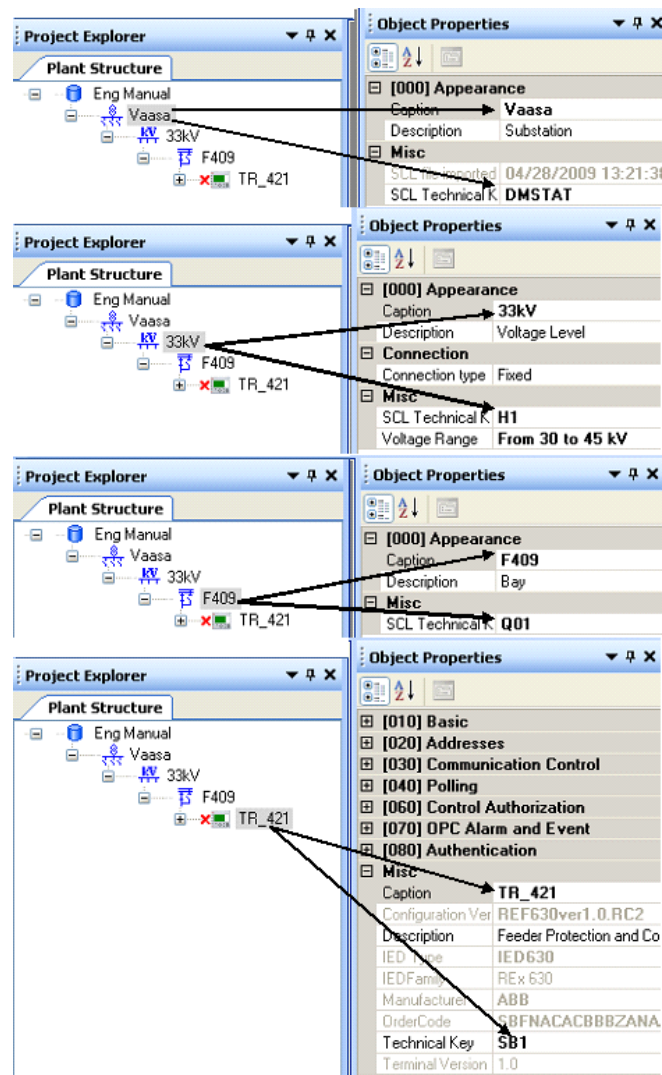 Project Explorer
Plant Structure
Eng Manual
Vaasa
33kV
F409
TR_421
Object Properties
[000] Appearance
Caption Vaasa
Description Substation
Misc
SCL file imported 04/28/2009 13:21:38
SCL Technical K DMSTAT
Project Explorer
Plant Structure
Eng Manual
Vaasa
33kV
F409
TR_421
Object Properties
[000] Appearance
Caption 33kV
Description Voltage Level
Connection
Connection type Fixed
Misc
SCL Technical K H1
Voltage Range From 30 to 45 kV
Project Explorer
Plant Structure
Eng Manual
Vaasa
33kV
F409
TR_421
Object Properties
[000] Appearance
Caption F409
Description Bay
Misc
SCL Technical K Q01
Project Explorer
Plant Structure
Eng Manual
Vaasa
33kV
F409
TR_421
Object Properties
[010] Basic
[020] Addresses
[030] Communication Control
[040] Polling
[060] Control Authorization
[070] OPC Alarm and Event
[080] Authentication
Misc
Caption TR_421
Configuration Ver REF630ver1.0.RC2
Description Feeder Protection and Co
IED Type IED630
IEDFamily REx 630
Manufacturer ABB
OrderCode SBFNACACBBBZANA
Technical Key SB1
Terminal Version 1.0